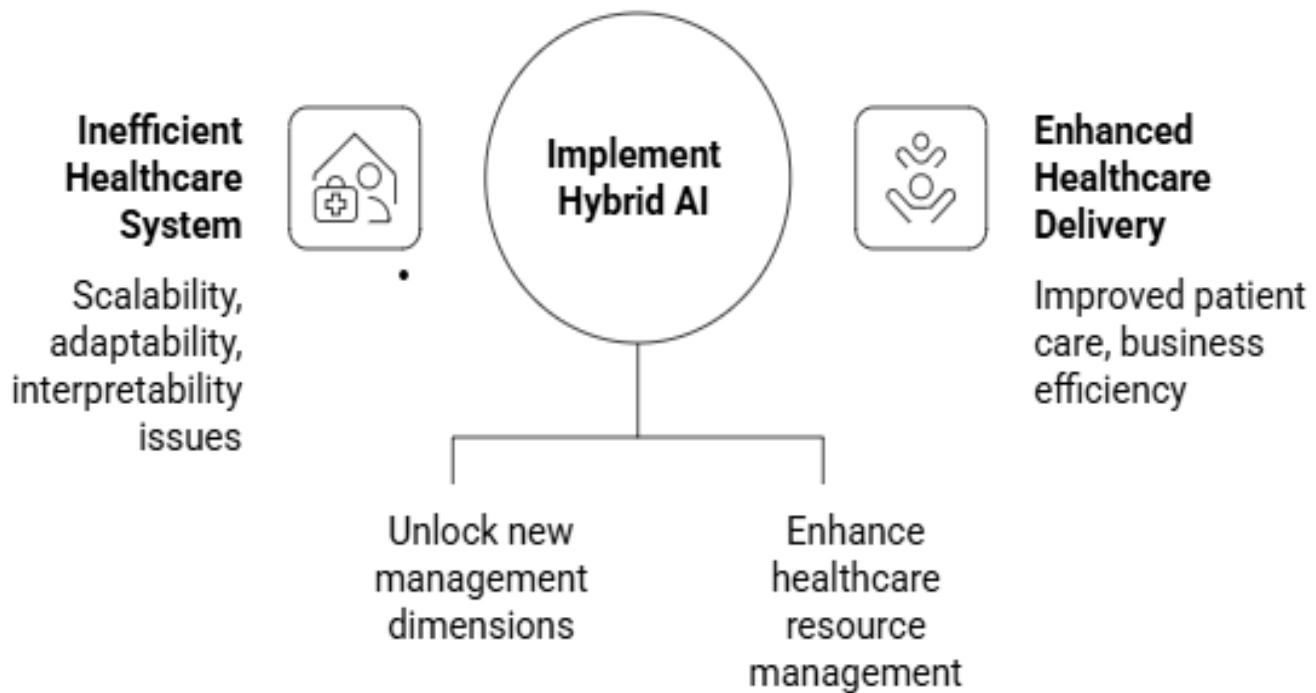 Inefficient
Healthcare
System
Scalability,
adaptability,
interpretability
issues
Implement
Hybrid AI
Enhanced
Healthcare
Delivery
Improved patient
care, business
efficiency
Unlock new
management
dimensions
Enhance
healthcare
resource
management